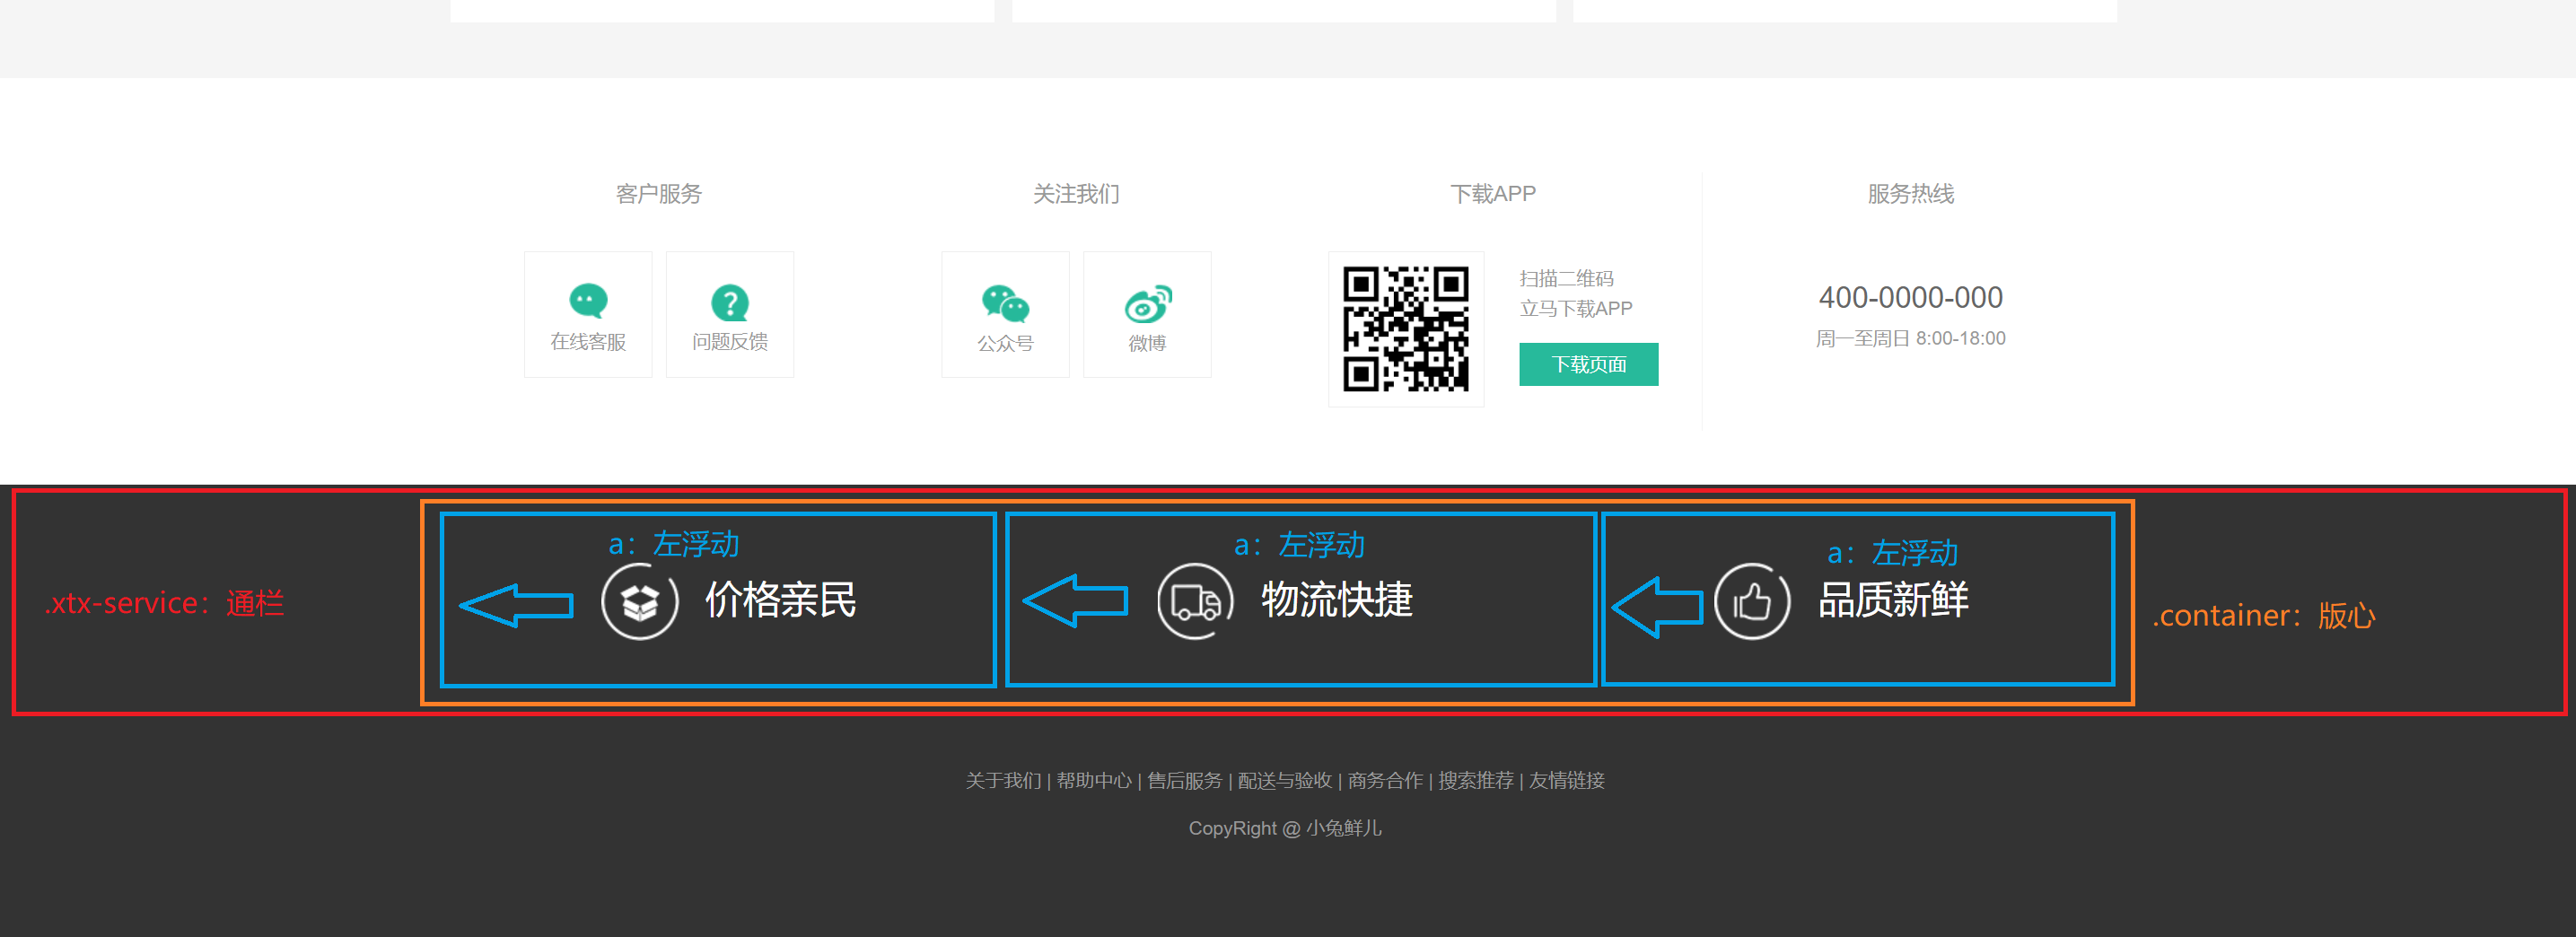 客户服务
关注我们
下载APP
服务热线
在线客服
问题反馈
公众号
微博
扫描二维码
立马下载APP
下载页面
400-0000-000
周一至周日 8:00-18:00
.xtx-service：通栏
a：左浮动
价格亲民
a：左浮动
物流快捷
a：左浮动
品质新鲜
.container：版心
关于我们 | 帮助中心 | 售后服务 | 配送与验收 | 商务合作 | 搜索推荐 | 友情链接
CopyRight @ 小兔鲜儿